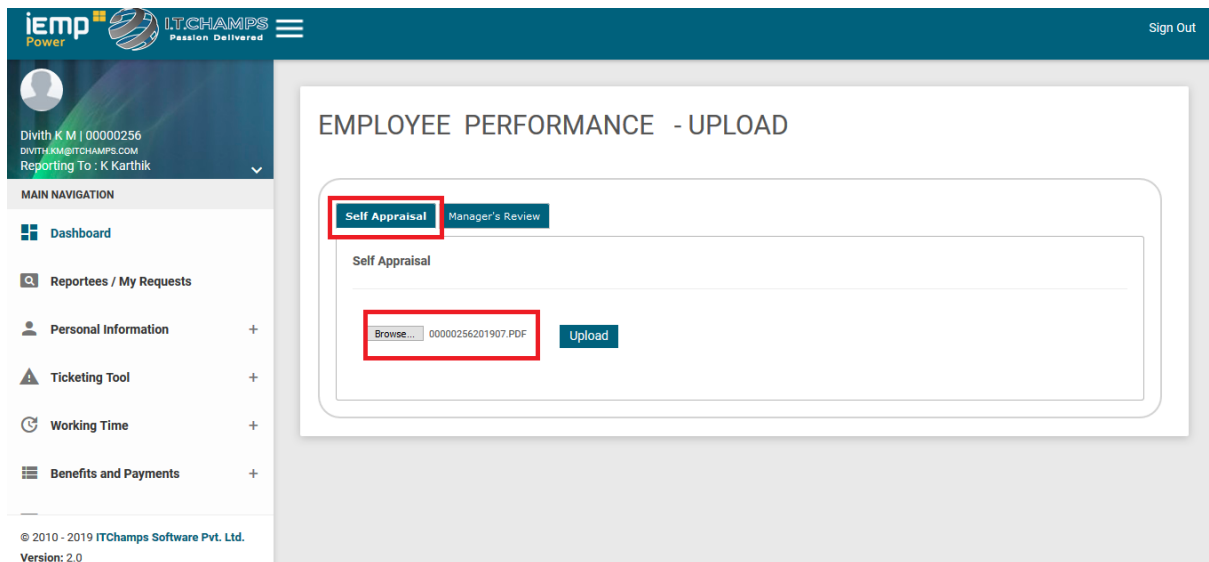 iEmp
Power
I.T.CHAMPS
Passion Delivered
Sign Out
Divith K M | 00000256
DIVITH.KM@ITCHAMPS.COM
Reporting To : K Karthik
MAIN NAVIGATION
Dashboard
Reportees / My Requests
Personal Information +
Ticketing Tool +
Working Time +
Benefits and Payments +
© 2010 - 2019 ITChamps Software Pvt. Ltd.
Version: 2.0
EMPLOYEE PERFORMANCE - UPLOAD
Self Appraisal Manager's Review
Self Appraisal
Browse... 00000256201907.PDF Upload